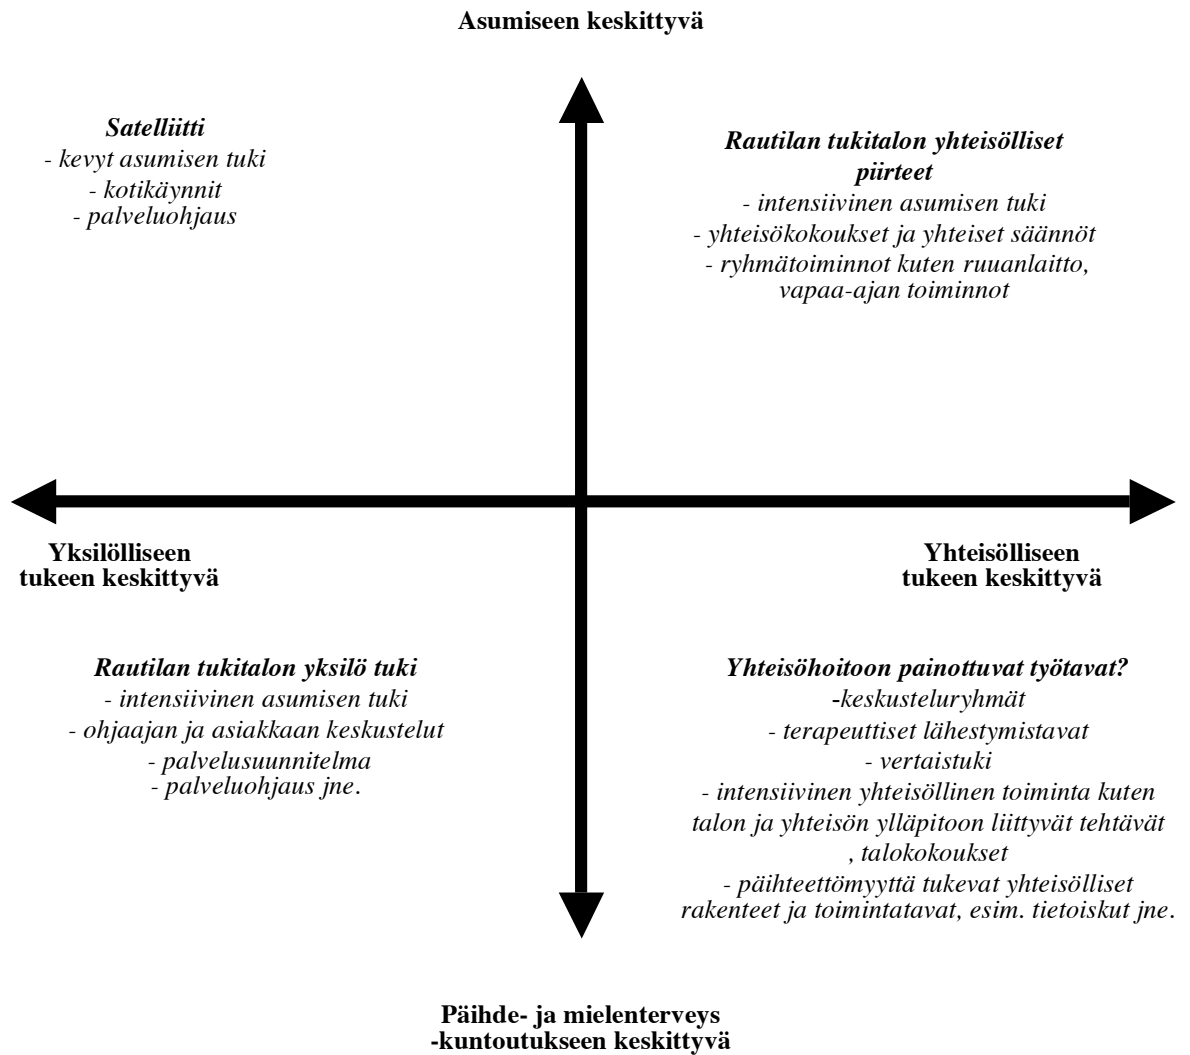 Asumiseen keskittyvä
Satelliitti
- kevyt asumisen tuki
- kotikäynnit
- palveluohjaus
Rautilan tukitalon yhteisölliset
piirteet
- intensiivinen asumisen tuki
- yhteisökokoukset ja yhteiset säännöt
- ryhmätoiminnot kuten ruuanlaitto,
vapaa-ajan toiminnot
Yksilölliseen
tukeen keskittyvä
Yhteisölliseen
tukeen keskittyvä
Rautilan tukitalon yksilö tuki
- intensiivinen asumisen tuki
- ohjaajan ja asiakkaan keskustelut
- palvelusuunnitelma
- palveluohjaus jne.
Yhteisöhoitoon painottuvat työtavat?
-keskusteluryhmät
- terapeuttiset lähestymistavat
- vertaistuki
- intensiivinen yhteisöllinen toiminta kuten
talon ja yhteisön ylläpitoon liittyvät tehtävät
, talokokoukset
- päihteettömyyttä tukevat yhteisölliset
rakenteet ja toimintatavat, esim. tietoiskut jne.
Päihde- ja mielenterveys
-kuntoutukseen keskittyvä